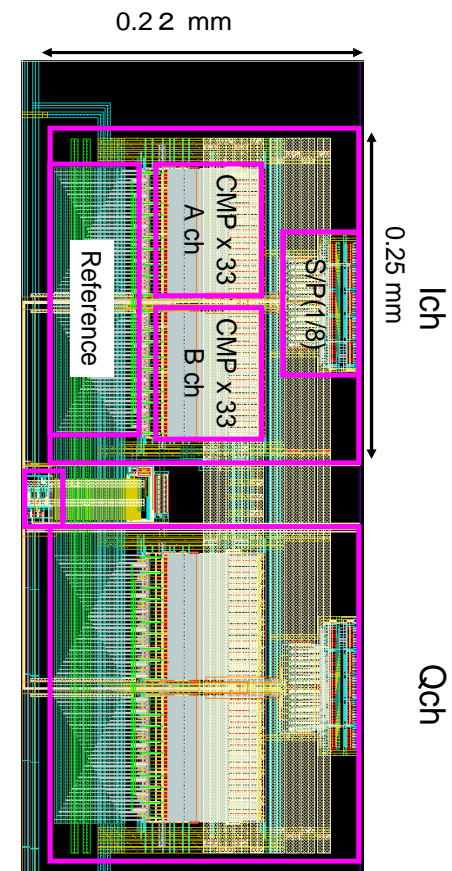 0.22 mm
Ich
0.25 mm
CMP x 33
A ch
CMP x 33
B ch
S/P(1/8)
Reference
Qch